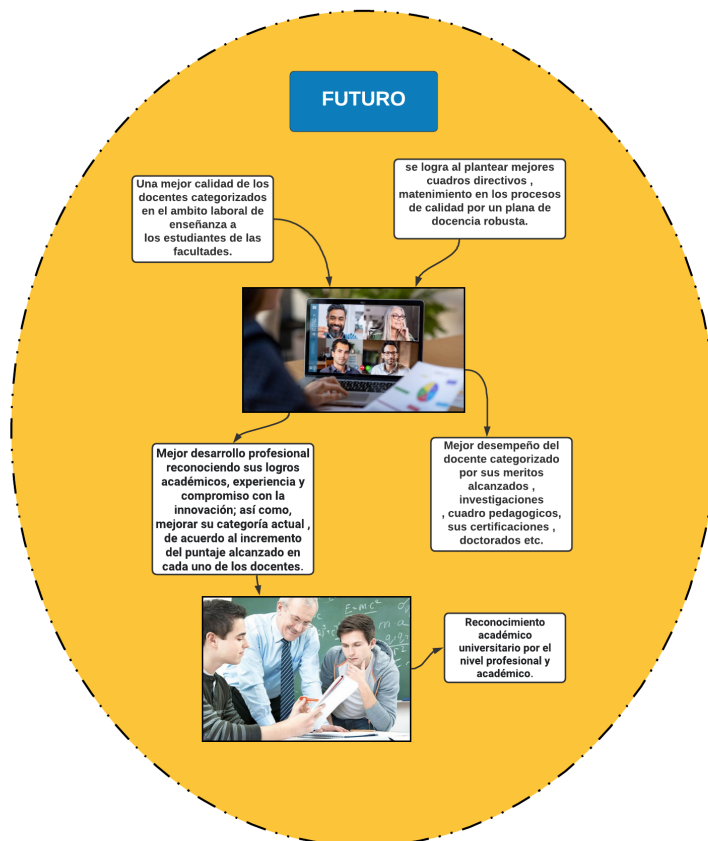 FUTURO
Una mejor calidad de los
docentes categorizados
en el ambito laboral de
enseñanza a
los estudiantes de las
facultades.
se logra al plantear mejores
cuadros directivos ,
matenimiento en los procesos
de calidad por un plana de
docencia robusta.
Mejor desarrollo profesional
reconociendo sus logros
académicos, experiencia y
compromiso con la
innovación; así como,
mejorar su categoría actual ,
de acuerdo al incremento
del puntaje alcanzado en
cada uno de los docentes.
Mejor desempeño del
docente categorizado
por sus meritos
alcanzados ,
investigaciones
, cuadro pedagogicos,
sus certificaciones ,
doctorados etc.
E=mc²
Reconocimiento
académico
universitario por el
nivel profesional y
académico.